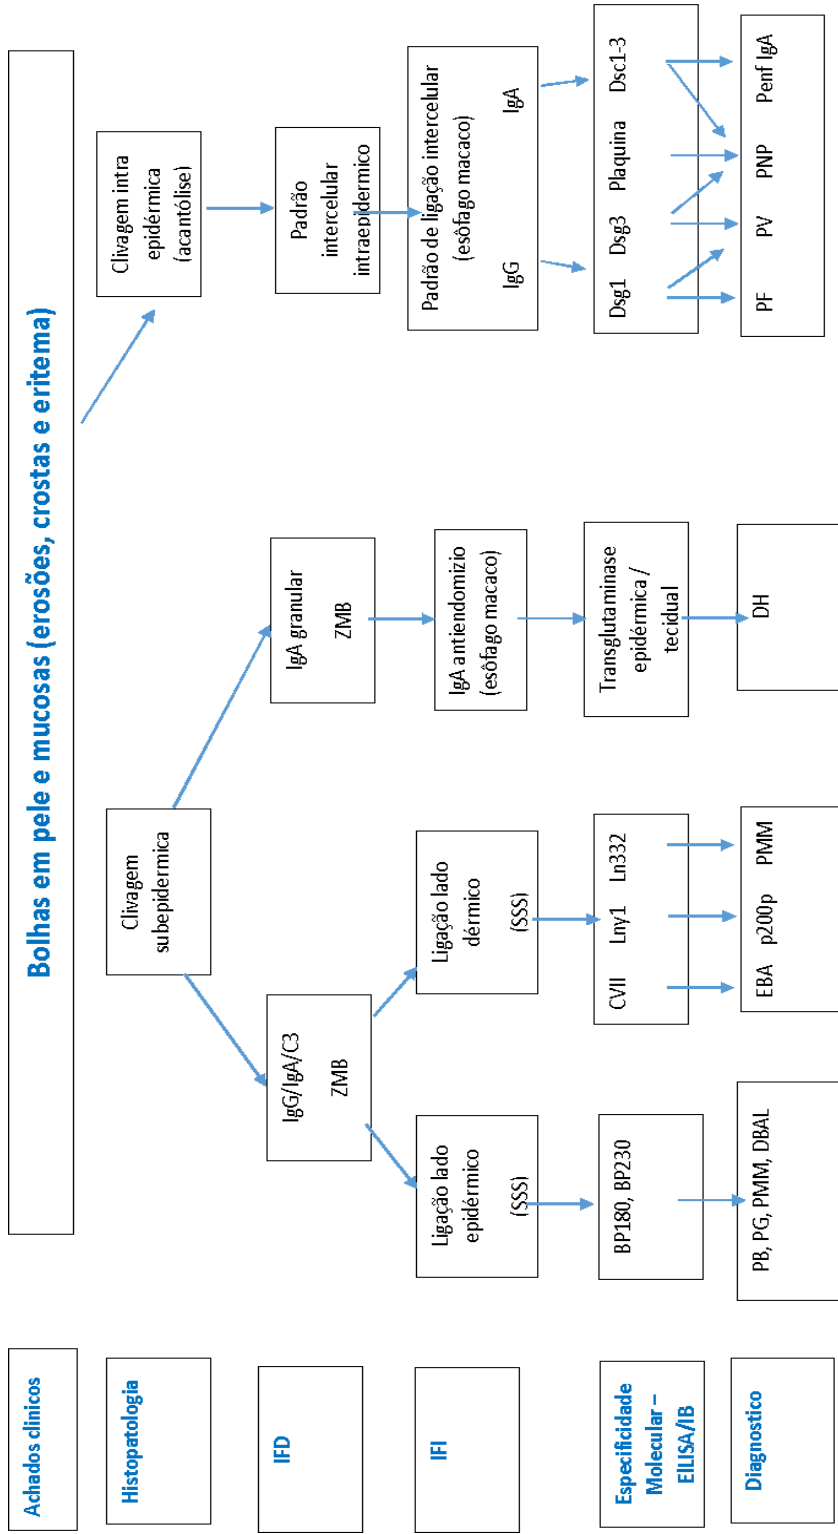 Achados clinicos
Bolhas em pele e mucosas (erosões, crostas e eritema)
Histopatologia
Clivagem
subepidermica
Clivagem intra
epidérmica
(acantólise)
IFD
IgG/IgA/C3
ZMB
IgA granular
ZMB
Padrão
intercelular
intraepidermico
IFI
Ligação lado
epidérmico
(SSS)
Ligação lado
dérmico
(SSS)
IgA antiendomizio
(esôfago macaco)
Padrão de ligação intercelular
(esôfago macaco)
IgG IgA
Especificidade
Molecular –
EILISA/IB
BP180, BP230
CVII Lny1 Ln332
Transglutaminase
epidérmica /
tecidual
Dsg1 Dsg3 Plaquina Dsc1-3
Diagnostico
PB, PG, PMM, DBAL
EBA p200p PMM
DH
PF PV PNP Penf IgA